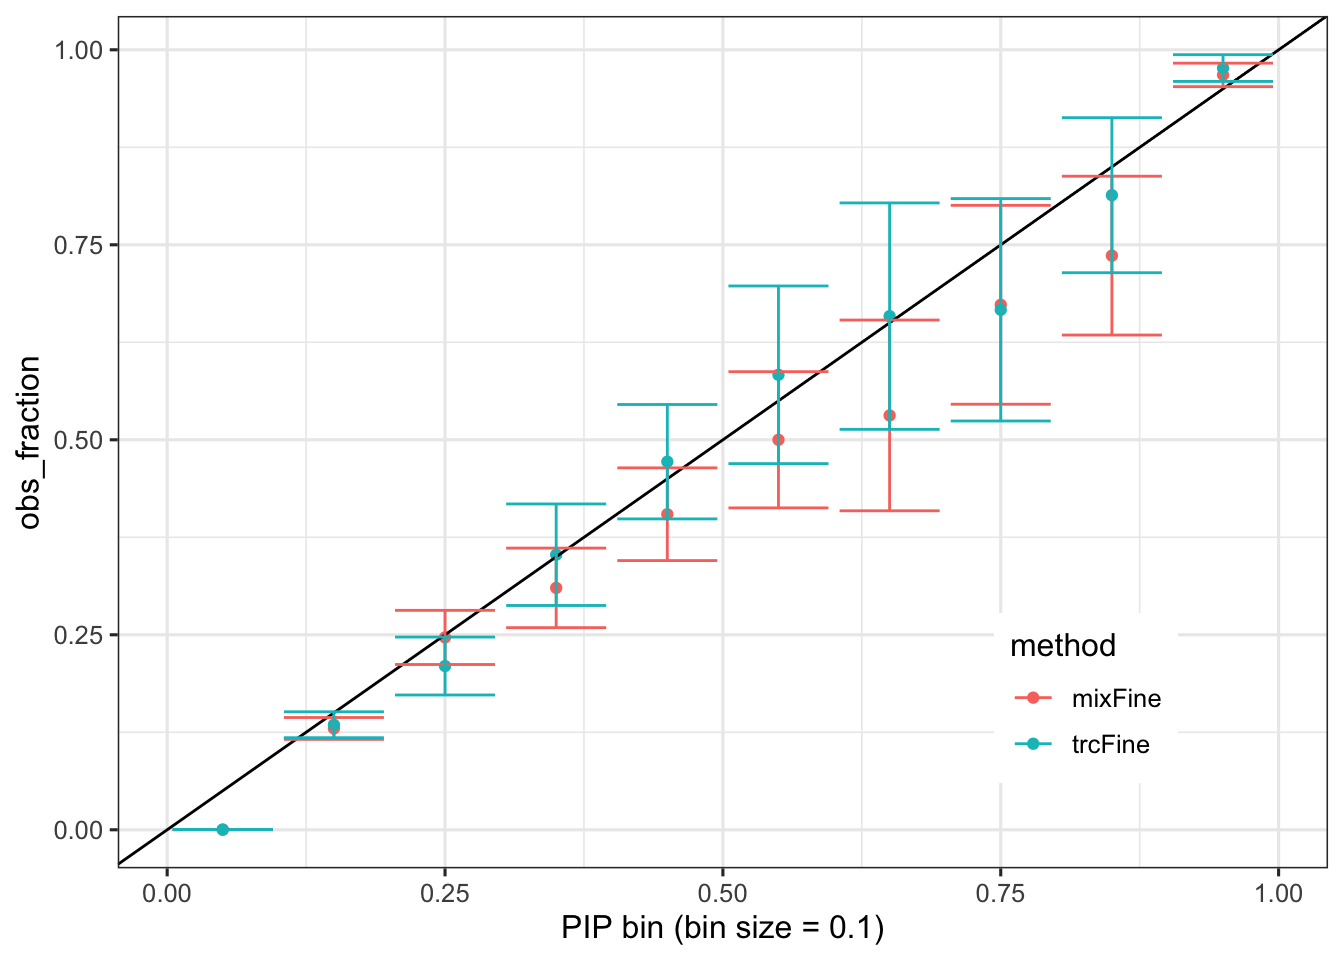 1.00
0.75
0.50
0.25
0.00
obs_fraction
method
mixFine
trcFine
0.00 0.25 0.50 0.75 1.00
PIP bin (bin size = 0.1)